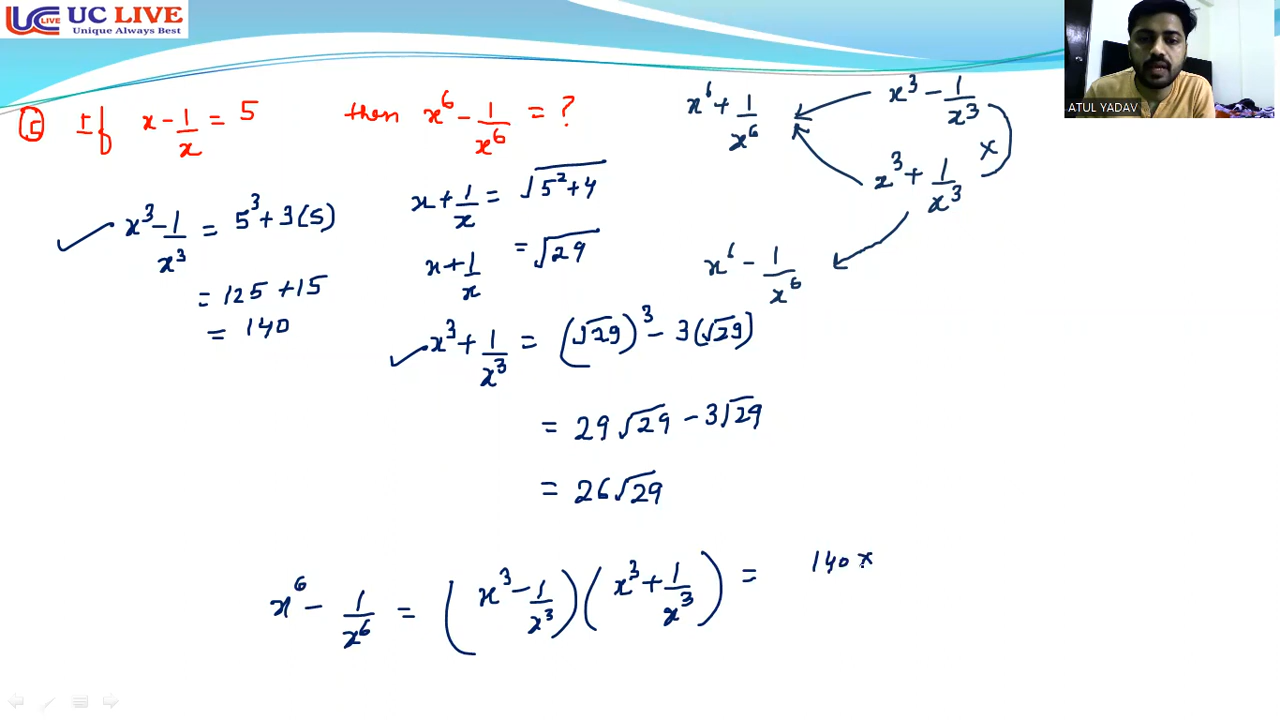 UC LIVE
UC LIVE
Unique Always Best
ATUL YADAV
5 If x - 1/x = 5 then x⁶ - 1/x⁶ = ?
x³ - 1/x³ = 5³ + 3(5)
= 125 + 15
= 140
x + 1/x = √5² + 4
x + 1/x = √29
x³ + 1/x³ = (√29)³ - 3(√29)
= 29√29 - 3√29
= 26√29
x⁶ + 1/x⁶
x³ - 1/x³
x³ + 1/x³
×
x⁶ - 1/x⁶
x⁶ - 1/x⁶ = (x³ - 1/x³)(x³ + 1/x³) = 140 ×